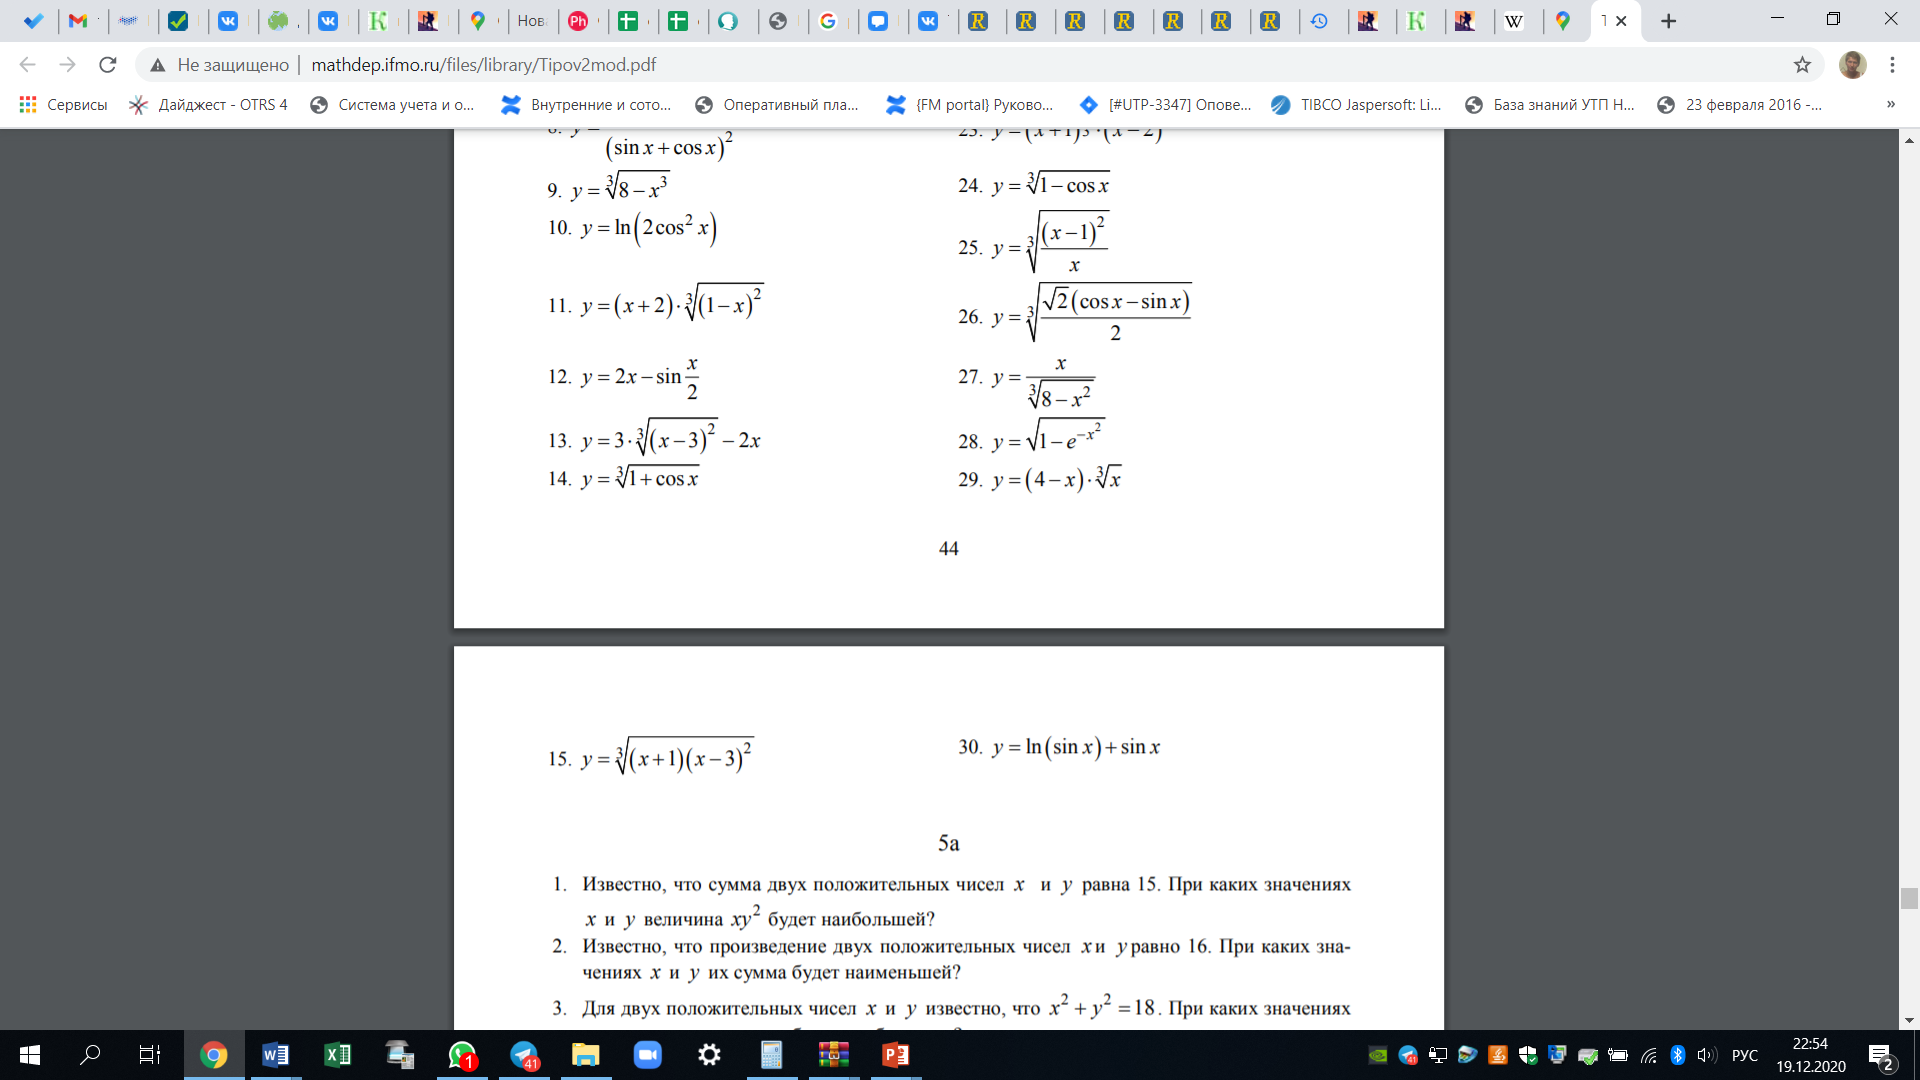 Нов
Не защищено | mathdep.ifmo.ru/files/library/Tipov2mod.pdf
Сервисы Дайджест - OTRS 4 Система учета и о... Внутренние и сото... Оперативный пла... {FM portal} Руково... [#UTP-3347] Опове... TIBCO Jaspersoft: Li... База знаний УТП Н... 23 февраля 2016 -... »
(sin x + cos x)²
9. y = ∛(8 − x³)
10. y = ln(2cos² x)
11. y = (x + 2) · ∛((1 − x)²)
12. y = 2x − sin x/2
13. y = 3 · ∛((x − 3)²) − 2x
14. y = ∛(1 + cos x)
24. y = ∛(1 − cos x)
25. y = ∛((x − 1)² / x)
26. y = ∛(√2(cos x − sin x) / 2)
27. y = x / ∛(8 − x²)
28. y = √(1 − e^(−x²))
29. y = (4 − x) · ∛x
44
15. y = ∛((x + 1)(x − 3)²)
30. y = ln(sin x) + sin x
5а
1. Известно, что сумма двух положительных чисел x и y равна 15. При каких значениях
x и y величина xy² будет наибольшей?
2. Известно, что произведение двух положительных чисел x и y равно 16. При каких зна-
чениях x и y их сумма будет наименьшей?
3. Для двух положительных чисел x и y известно, что x² + y² = 18. При каких значениях
1
41
РУС
22:54
19.12.2020
2